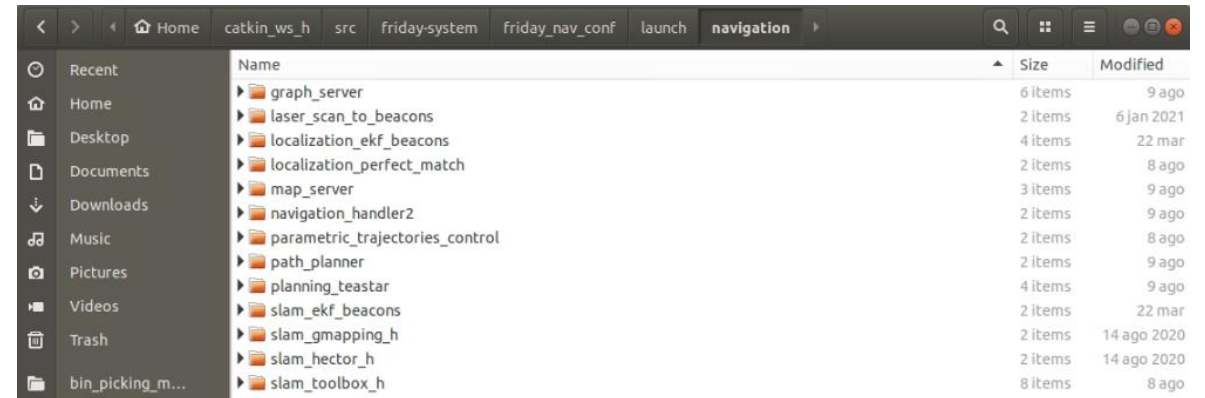 Home catkin_ws_h src friday-system friday_nav_conf launch navigation
Recent
Home
Desktop
Documents
Downloads
Music
Pictures
Videos
Trash
bin_picking_m...
Name Size Modified
graph_server 6 items 9 ago
laser_scan_to_beacons 2 items 6 jan 2021
localization_ekf_beacons 4 items 22 mar
localization_perfect_match 2 items 8 ago
map_server 3 items 9 ago
navigation_handler2 2 items 9 ago
parametric_trajectories_control 2 items 8 ago
path_planner 2 items 9 ago
planning_teastar 4 items 9 ago
slam_ekf_beacons 2 items 22 mar
slam_gmapping_h 2 items 14 ago 2020
slam_hector_h 2 items 14 ago 2020
slam_toolbox_h 8 items 8 ago